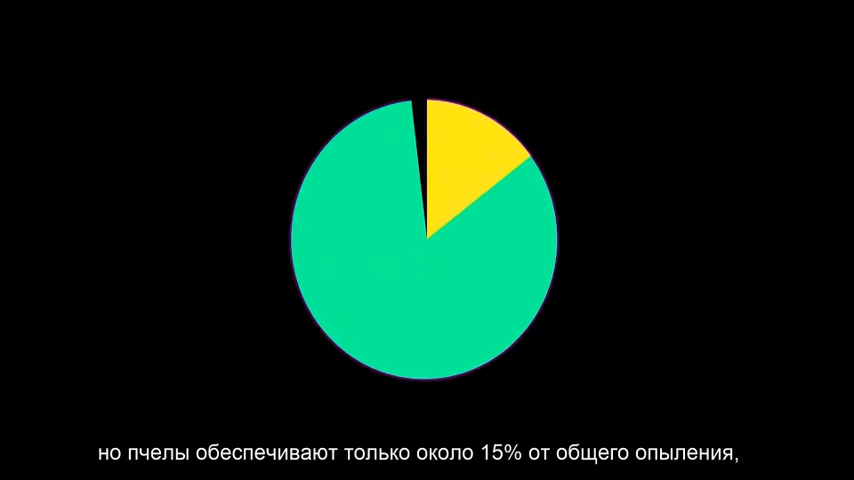 но пчелы обеспечивают только около 15% от общего опыления,